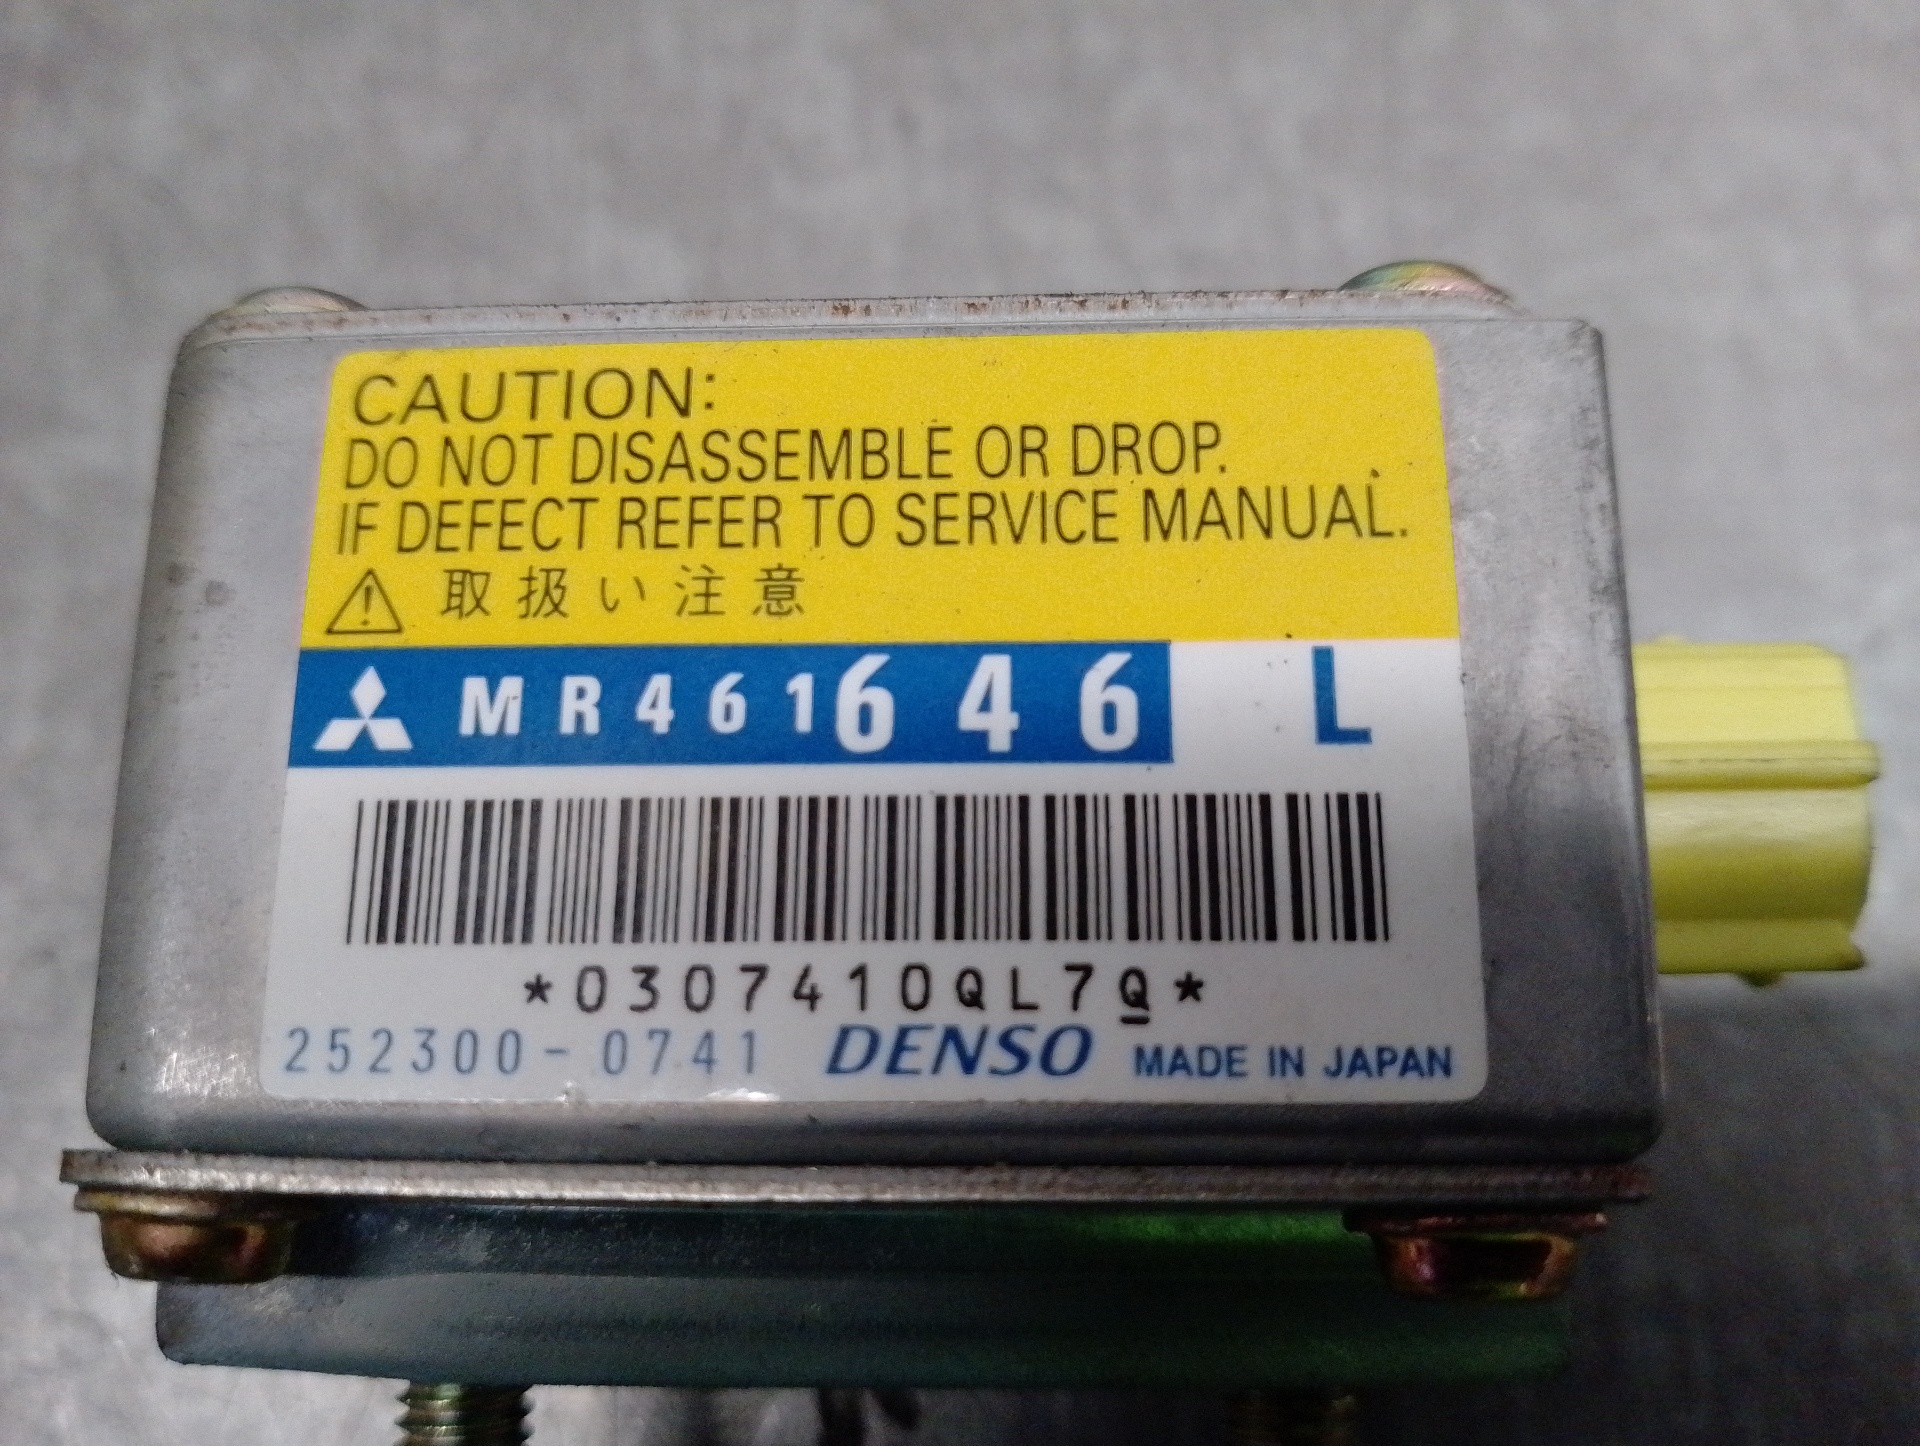 CAUTION:
DO NOT DISASSEMBLE OR DROP.
IF DEFECT REFER TO SERVICE MANUAL.
取扱い注意
MR461646 L
*0307410QL7Q*
252300-0741 DENSO MADE IN JAPAN